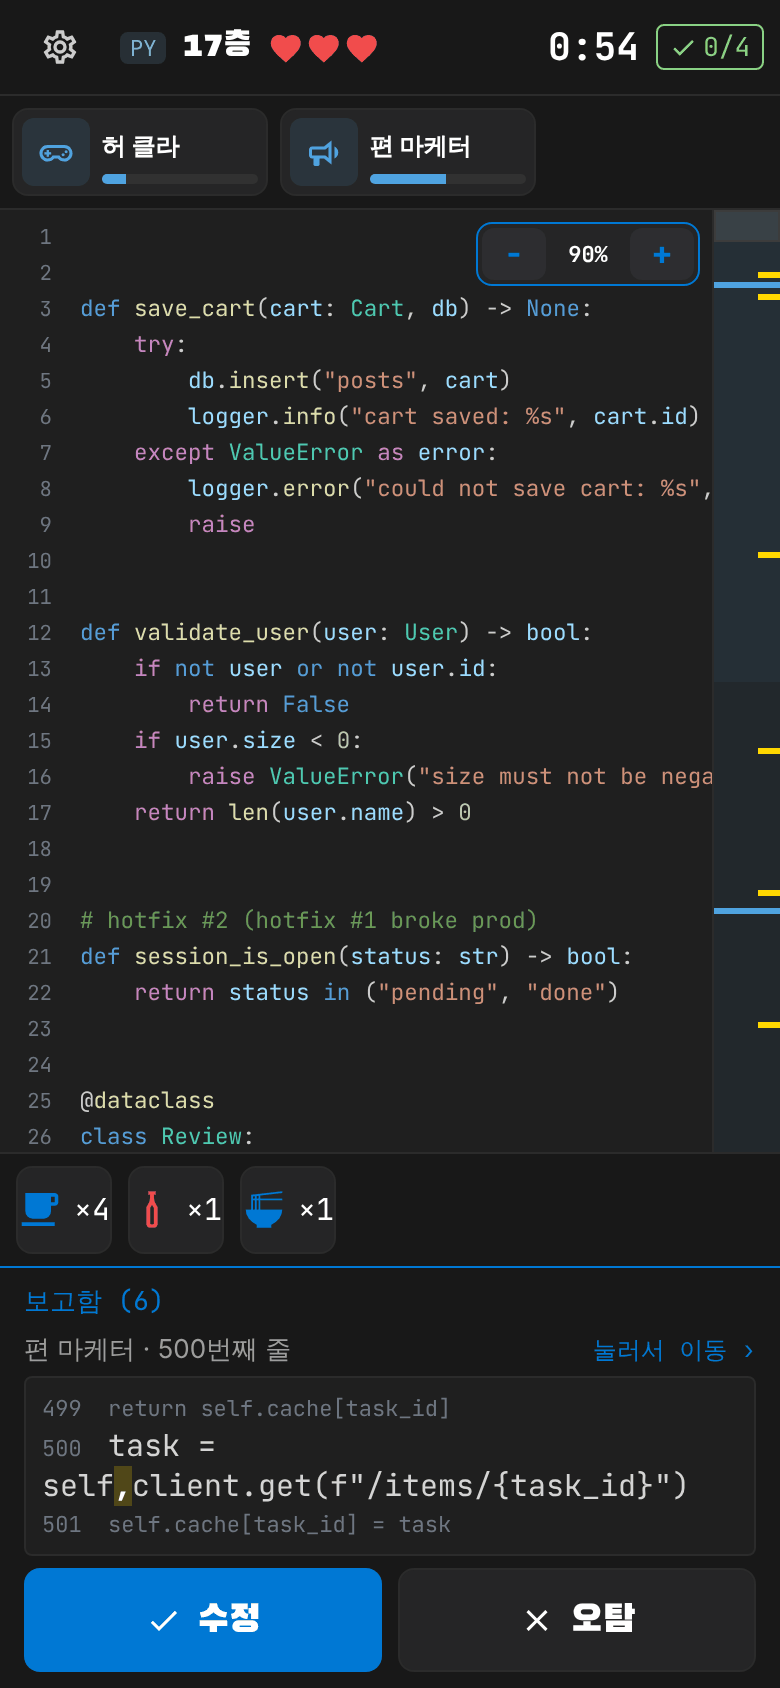 PY 17층 0:54 0/4
허 클라 편 마케터
- 90% +
1
2
3 def save_cart(cart: Cart, db) -> None:
4 try:
5 db.insert("posts", cart)
6 logger.info("cart saved: %s", cart.id)
7 except ValueError as error:
8 logger.error("could not save cart: %s",
9 raise
10
11
12 def validate_user(user: User) -> bool:
13 if not user or not user.id:
14 return False
15 if user.size < 0:
16 raise ValueError("size must not be nega
17 return len(user.name) > 0
18
19
20 # hotfix #2 (hotfix #1 broke prod)
21 def session_is_open(status: str) -> bool:
22 return status in ("pending", "done")
23
24
25 @dataclass
26 class Review:
×4 ×1 ×1
보고함 (6)
편 마케터 · 500번째 줄 눌러서 이동 ›
499 return self.cache[task_id]
500 task =
self,client.get(f"/items/{task_id}")
501 self.cache[task_id] = task
수정 오탐